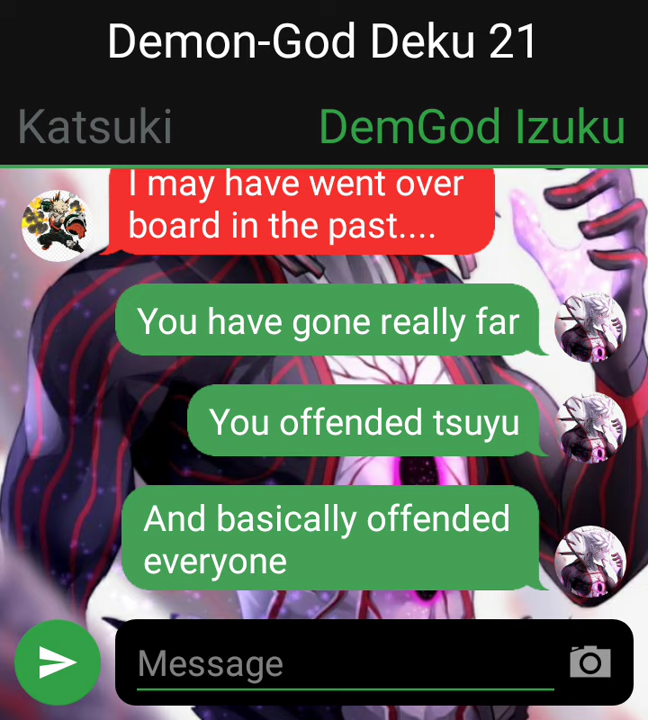 Demon-God Deku 21
Katsuki
DemGod Izuku
I may have went over
board in the past....
You have gone really far
You offended tsuyu
And basically offended
everyone
Message